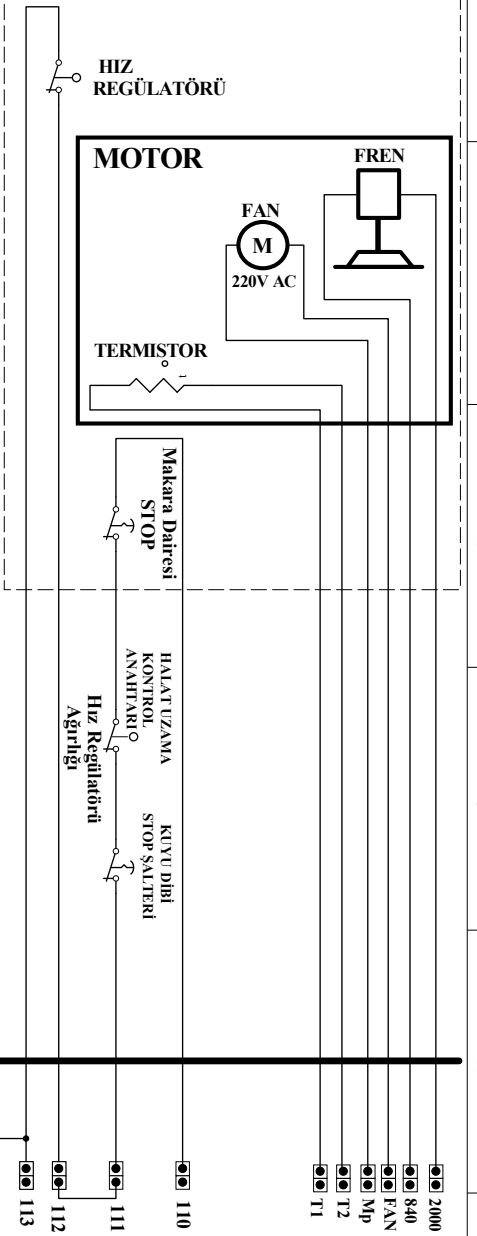 HIZ
REGÜLATÖRÜ
MOTOR
FREN
FAN
M
220V AC
TERMISTOR
t
Makara Dairesi
STOP
HALAT UZAMA
KONTROL
ANAHTARI
Hız Regülatörü
Ağırlığı
KUYU DİBİ
STOP ŞALTERİ
113
112
111
110
T1
T2
Mp
FAN
840
2000